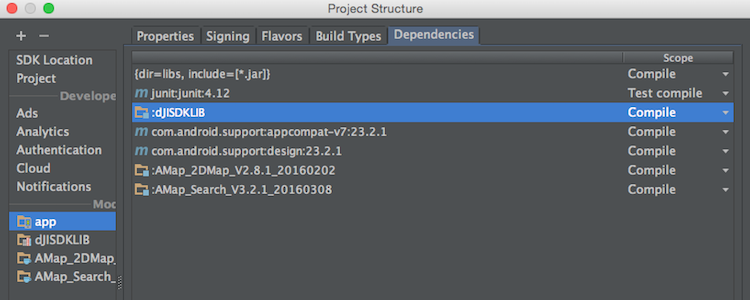 Project Structure
+ −
SDK Location
Project
Develope
Ads
Analytics
Authentication
Cloud
Notifications
Mod
app
dJISDKLIB
AMap_2DMap_
AMap_Search_
Properties Signing Flavors Build Types Dependencies
Scope
{dir=libs, include=[*.jar]} Compile
m junit:junit:4.12 Test compile
:dJISDKLIB Compile
m com.android.support:appcompat-v7:23.2.1 Compile
m com.android.support:design:23.2.1 Compile
:AMap_2DMap_V2.8.1_20160202 Compile
:AMap_Search_V3.2.1_20160308 Compile